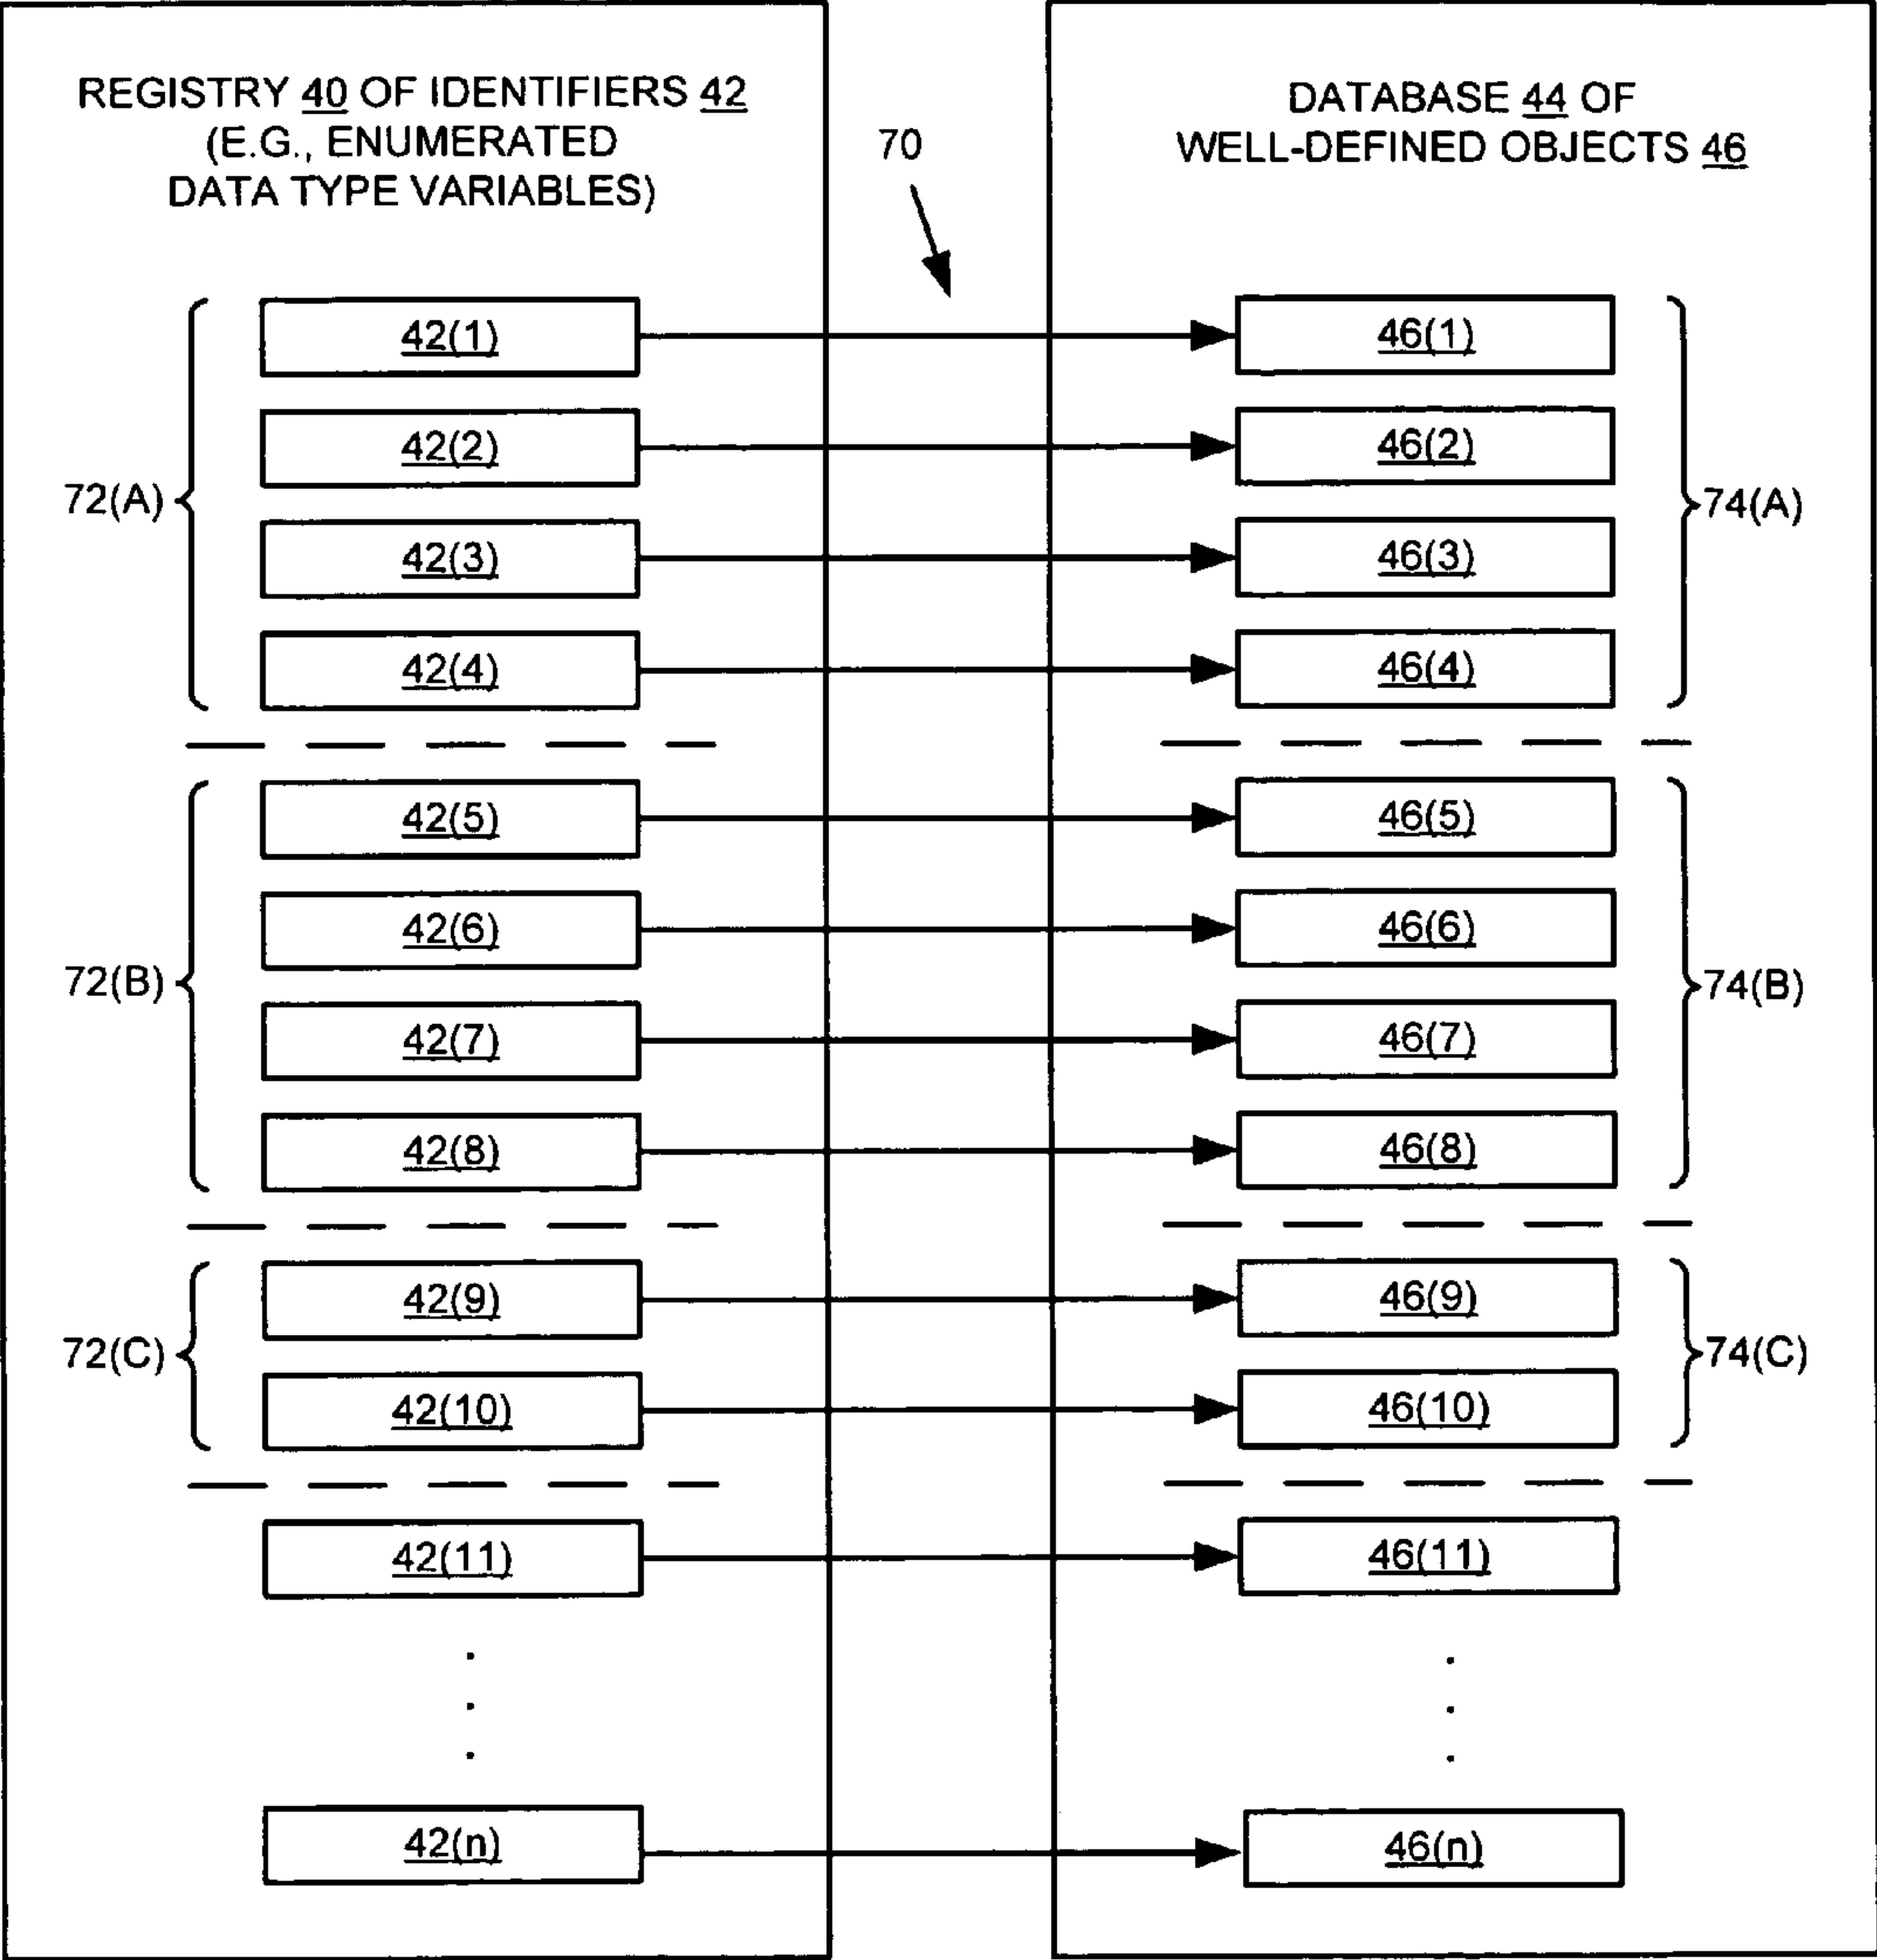 REGISTRY 40 OF IDENTIFIERS 42
(E.G., ENUMERATED
DATA TYPE VARIABLES)
70
DATABASE 44 OF
WELL-DEFINED OBJECTS 46
42(1)
46(1)
42(2)
46(2)
72(A)
74(A)
42(3)
46(3)
42(4)
46(4)
42(5)
46(5)
42(6)
46(6)
72(B)
74(B)
42(7)
46(7)
42(8)
46(8)
42(9)
46(9)
72(C)
74(C)
42(10)
46(10)
42(11)
46(11)
42(n)
46(n)